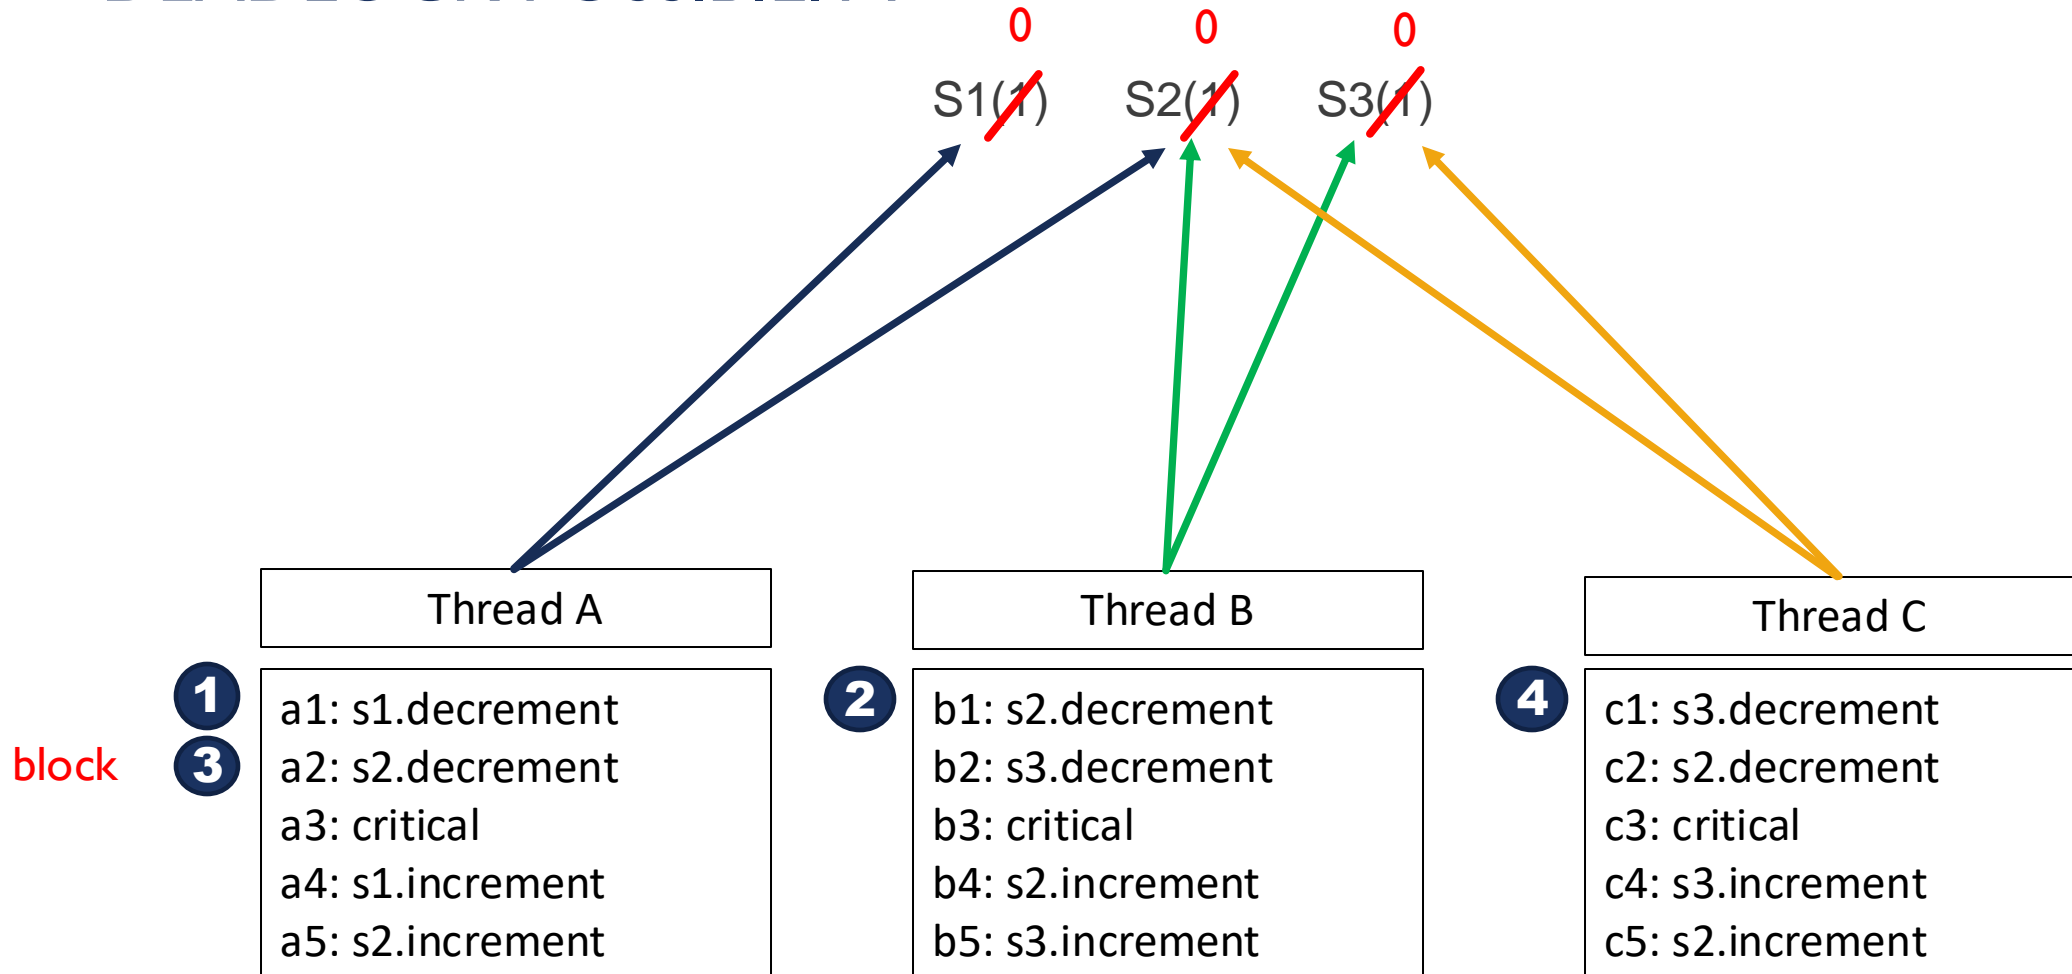 0 0 0
S1(1) S2(1) S3(1)
Thread A
Thread B
Thread C
1
a1: s1.decrement
block
3
a2: s2.decrement
a3: critical
a4: s1.increment
a5: s2.increment
2
b1: s2.decrement
b2: s3.decrement
b3: critical
b4: s2.increment
b5: s3.increment
4
c1: s3.decrement
c2: s2.decrement
c3: critical
c4: s3.increment
c5: s2.increment